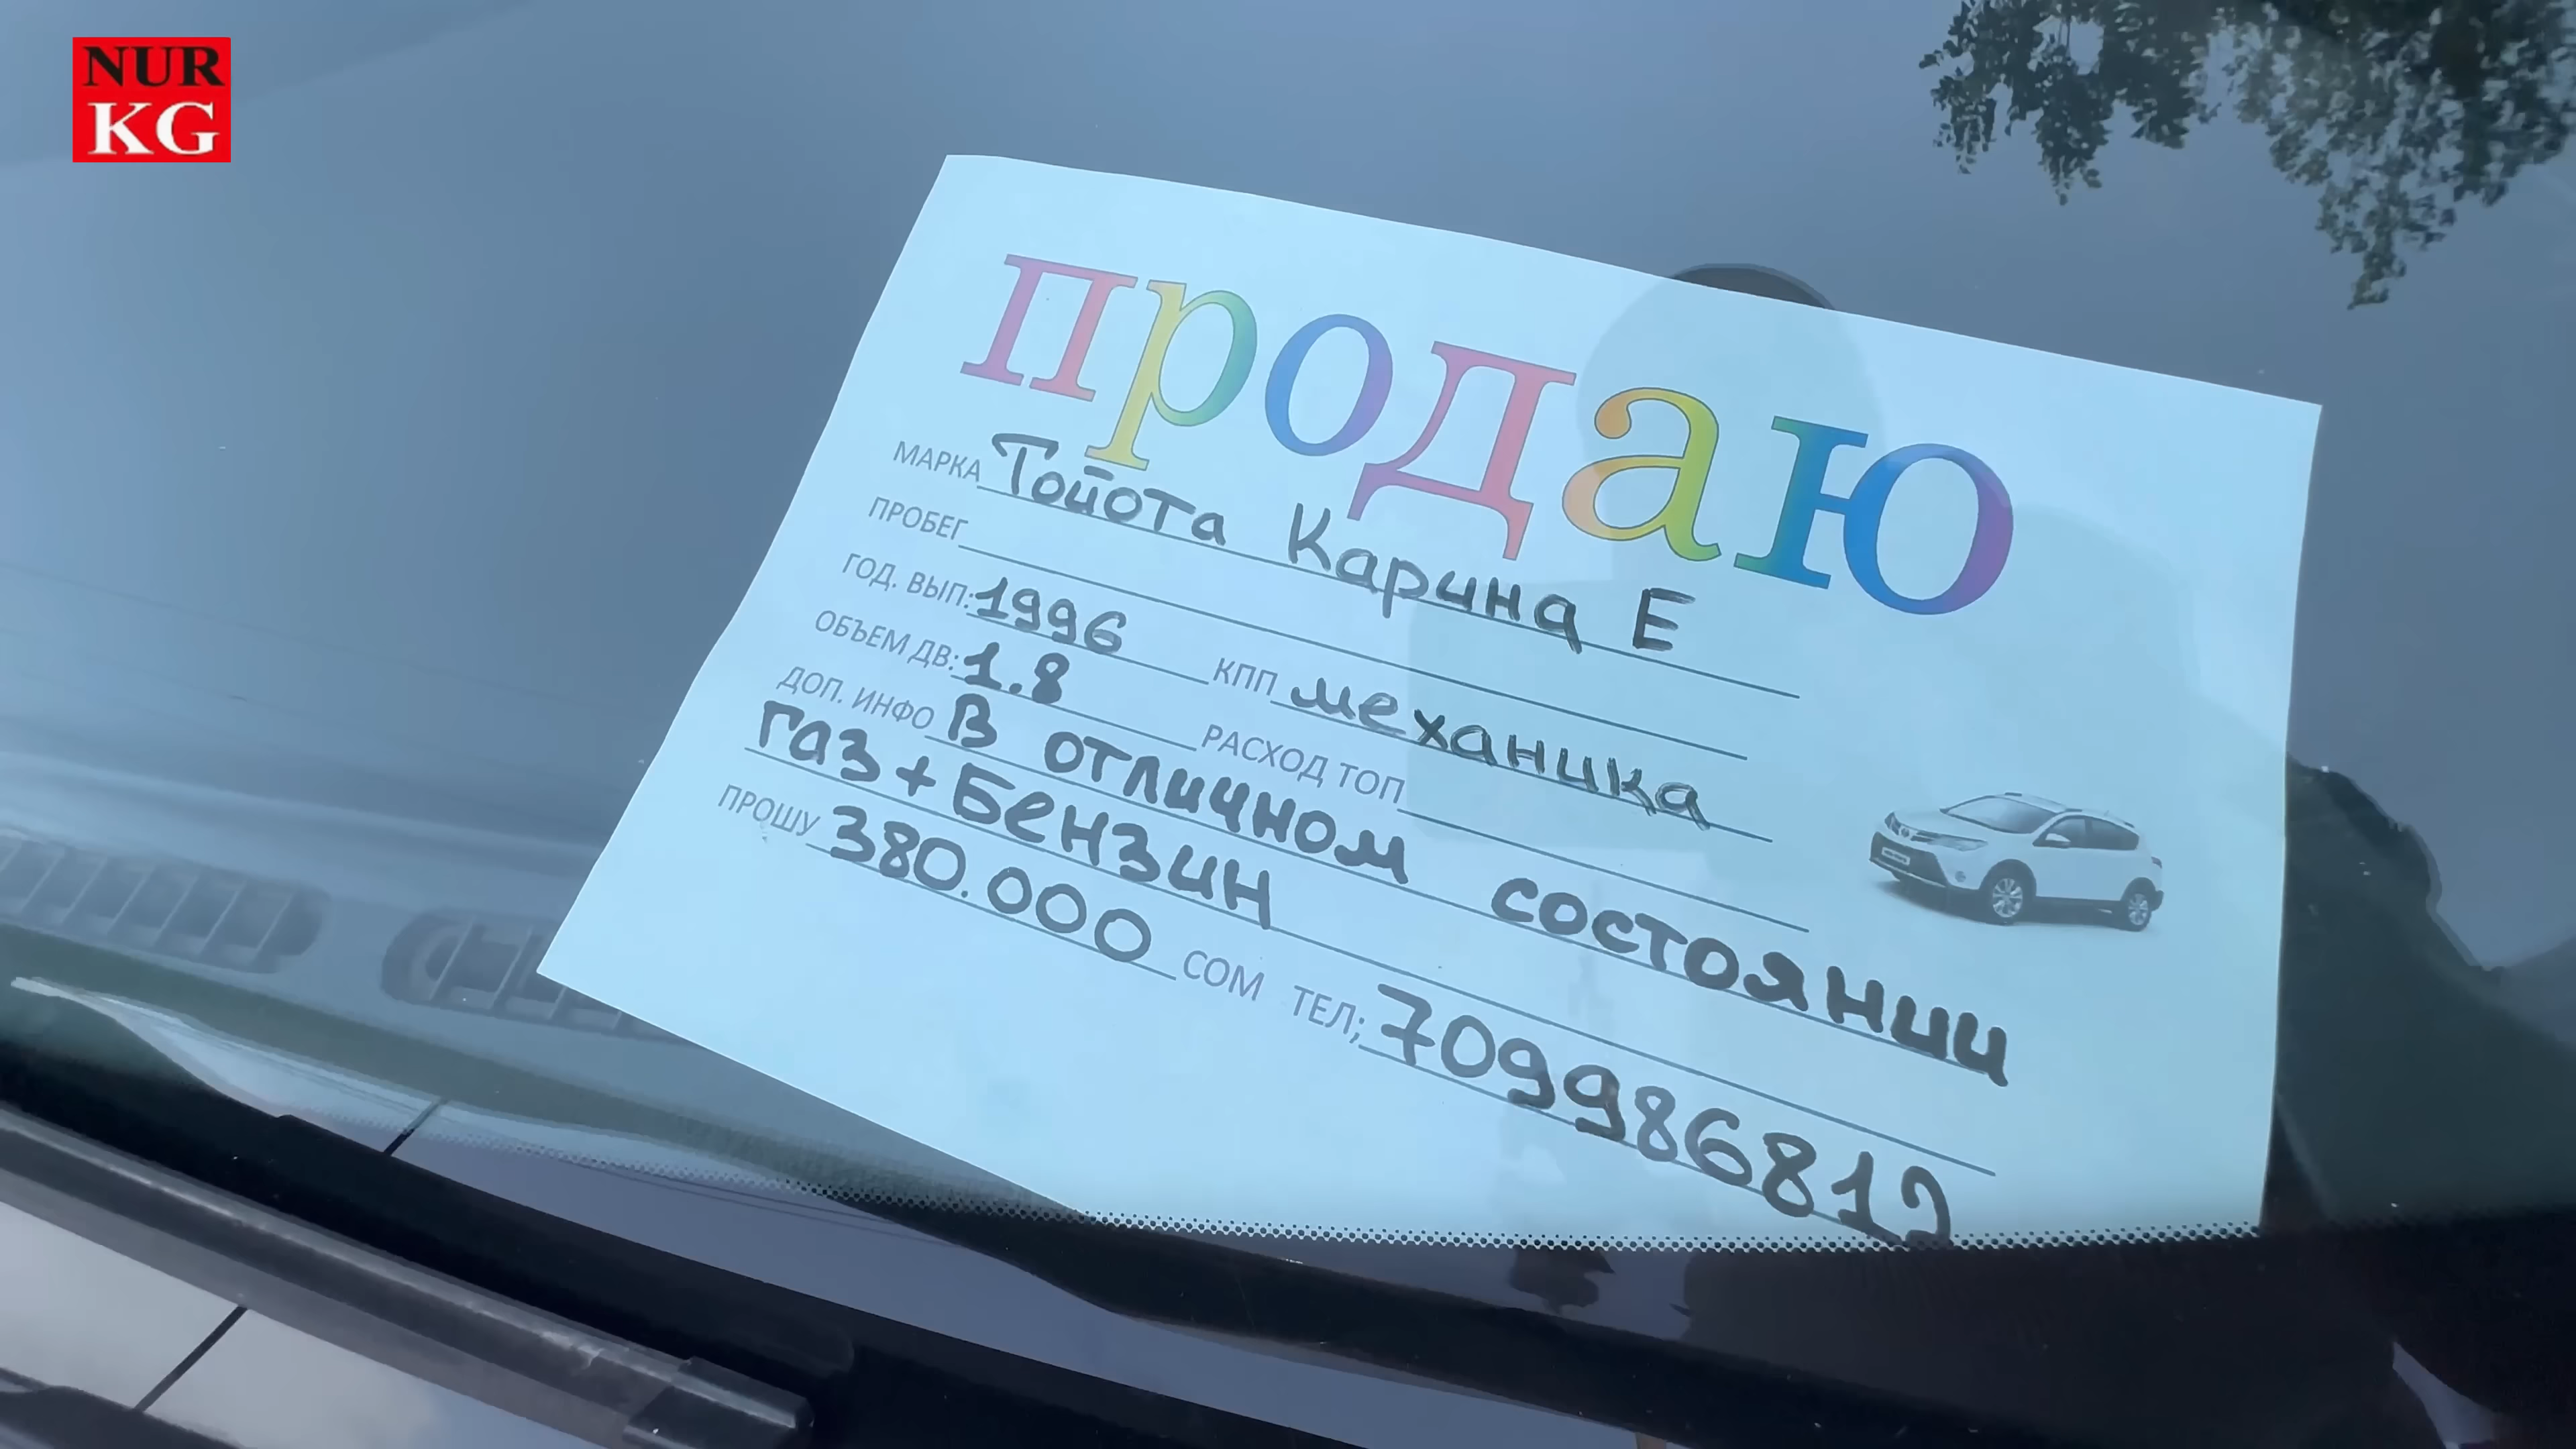 NUR
KG
продаю
МАРКА Тойота Карина Е
ПРОБЕГ
ГОД. ВЫП: 1996 КПП механика
ОБЪЕМ ДВ: 1.8 РАСХОД ТОП
ДОП. ИНФО В отличном состоянии
газ + Бензин
ПРОШУ 380.000 СОМ ТЕЛ; 709986812